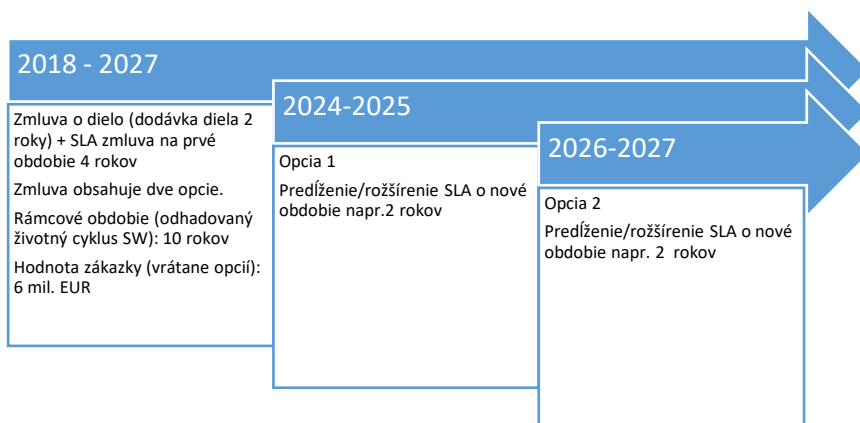 2018 - 2027
Zmluva o dielo (dodávka diela 2
roky) + SLA zmluva na prvé
obdobie 4 rokov
Zmluva obsahuje dve opcie.
Rámcové obdobie (odhadovaný
životný cyklus SW): 10 rokov
Hodnota zákazky (vrátane opcií):
6 mil. EUR
2024-2025
Opcia 1
Predĺženie/rožšírenie SLA o nové
obdobie napr.2 rokov
2026-2027
Opcia 2
Predĺženie/rožšírenie SLA o nové
obdobie napr. 2  rokov